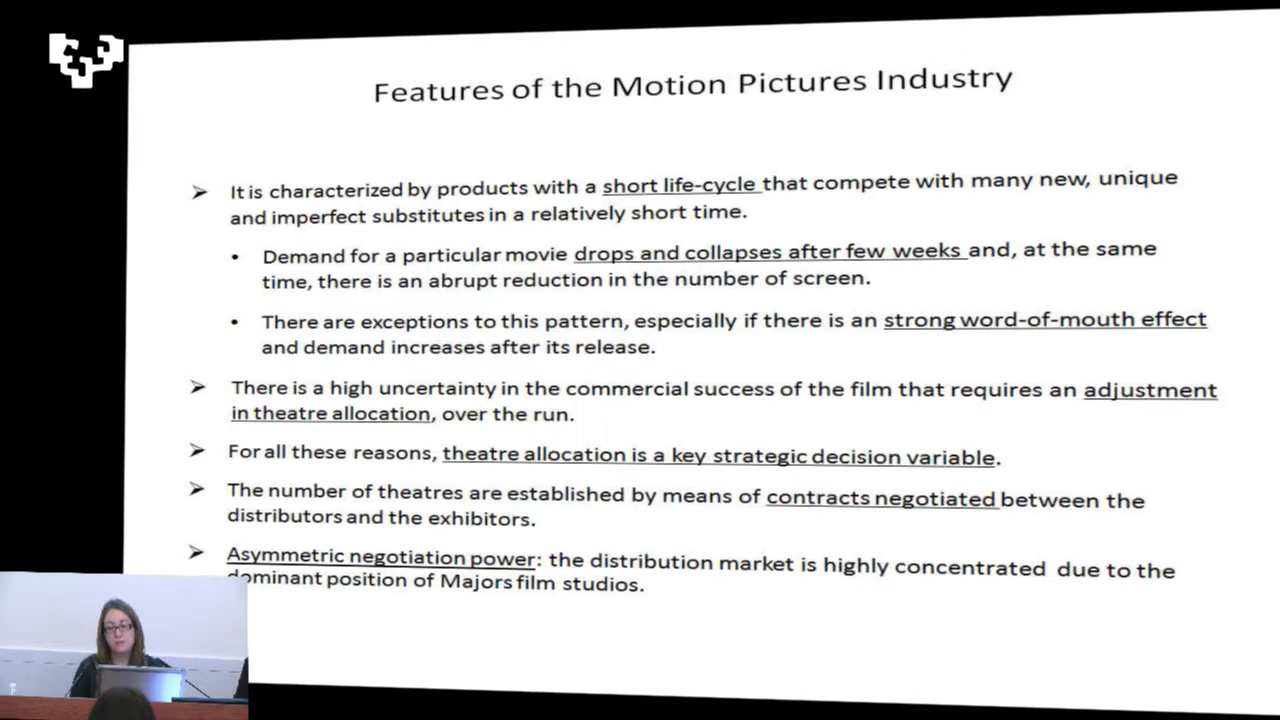 Features of the Motion Pictures Industry
It is characterized by products with a short life-cycle that compete with many new, unique
and imperfect substitutes in a relatively short time.
Demand for a particular movie drops and collapses after few weeks and, at the same
time, there is an abrupt reduction in the number of screen.
There are exceptions to this pattern, especially if there is an strong word-of-mouth effect
and demand increases after its release.
There is a high uncertainty in the commercial success of the film that requires an adjustment
in theatre allocation, over the run.
For all these reasons, theatre allocation is a key strategic decision variable.
The number of theatres are established by means of contracts negotiated between the
distributors and the exhibitors.
Asymmetric negotiation power: the distribution market is highly concentrated due to the
dominant position of Majors film studios.